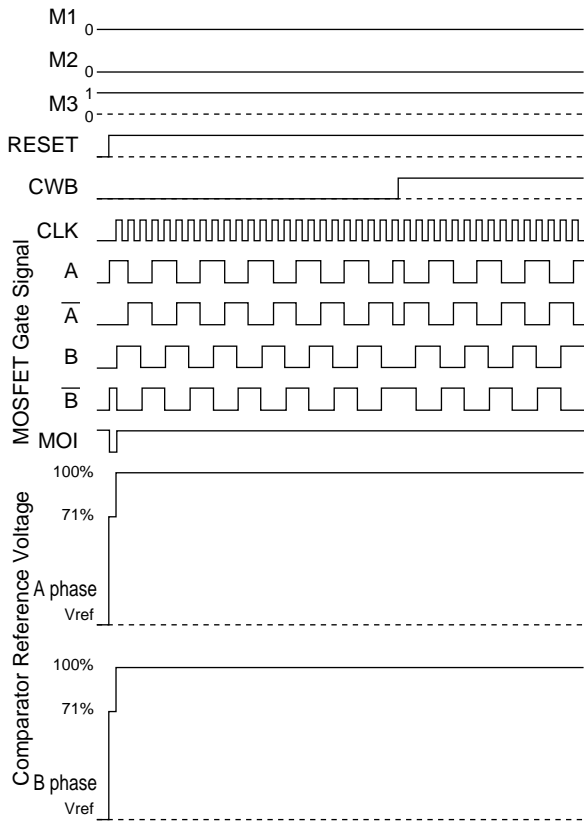 M1 0
M2 0
M3 1
0
RESET
CWB
CLK
MOSFET Gate Signal
A
A̅
B
B̅
MOI
Comparator Reference Voltage
100%
71%
A phase
Vref
100%
71%
B phase
Vref